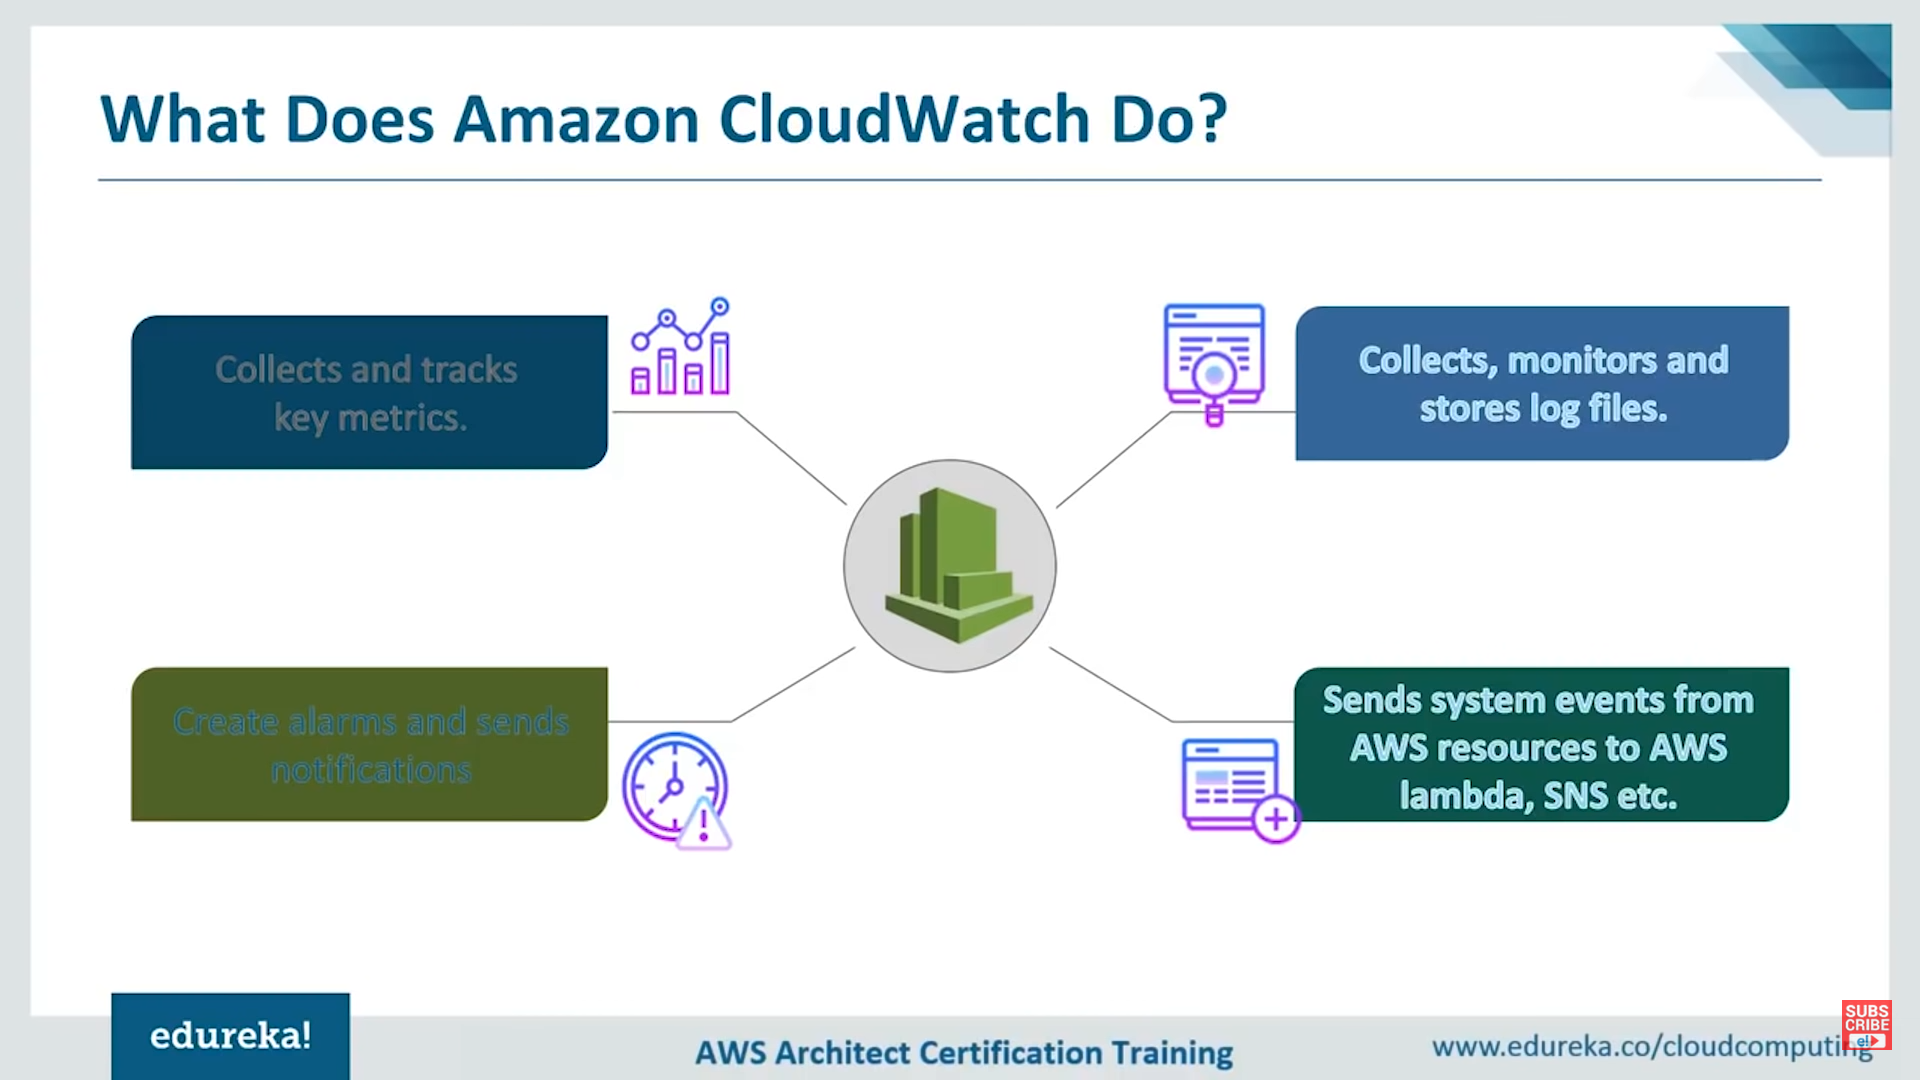 What Does Amazon CloudWatch Do?
Collects and tracks
key metrics.
Collects, monitors and
stores log files.
Create alarms and sends
notifications
Sends system events from
AWS resources to AWS
lambda, SNS etc.
edureka!
AWS Architect Certification Training
www.edureka.co/cloudcomputing
SUBS
CRIBE
e!